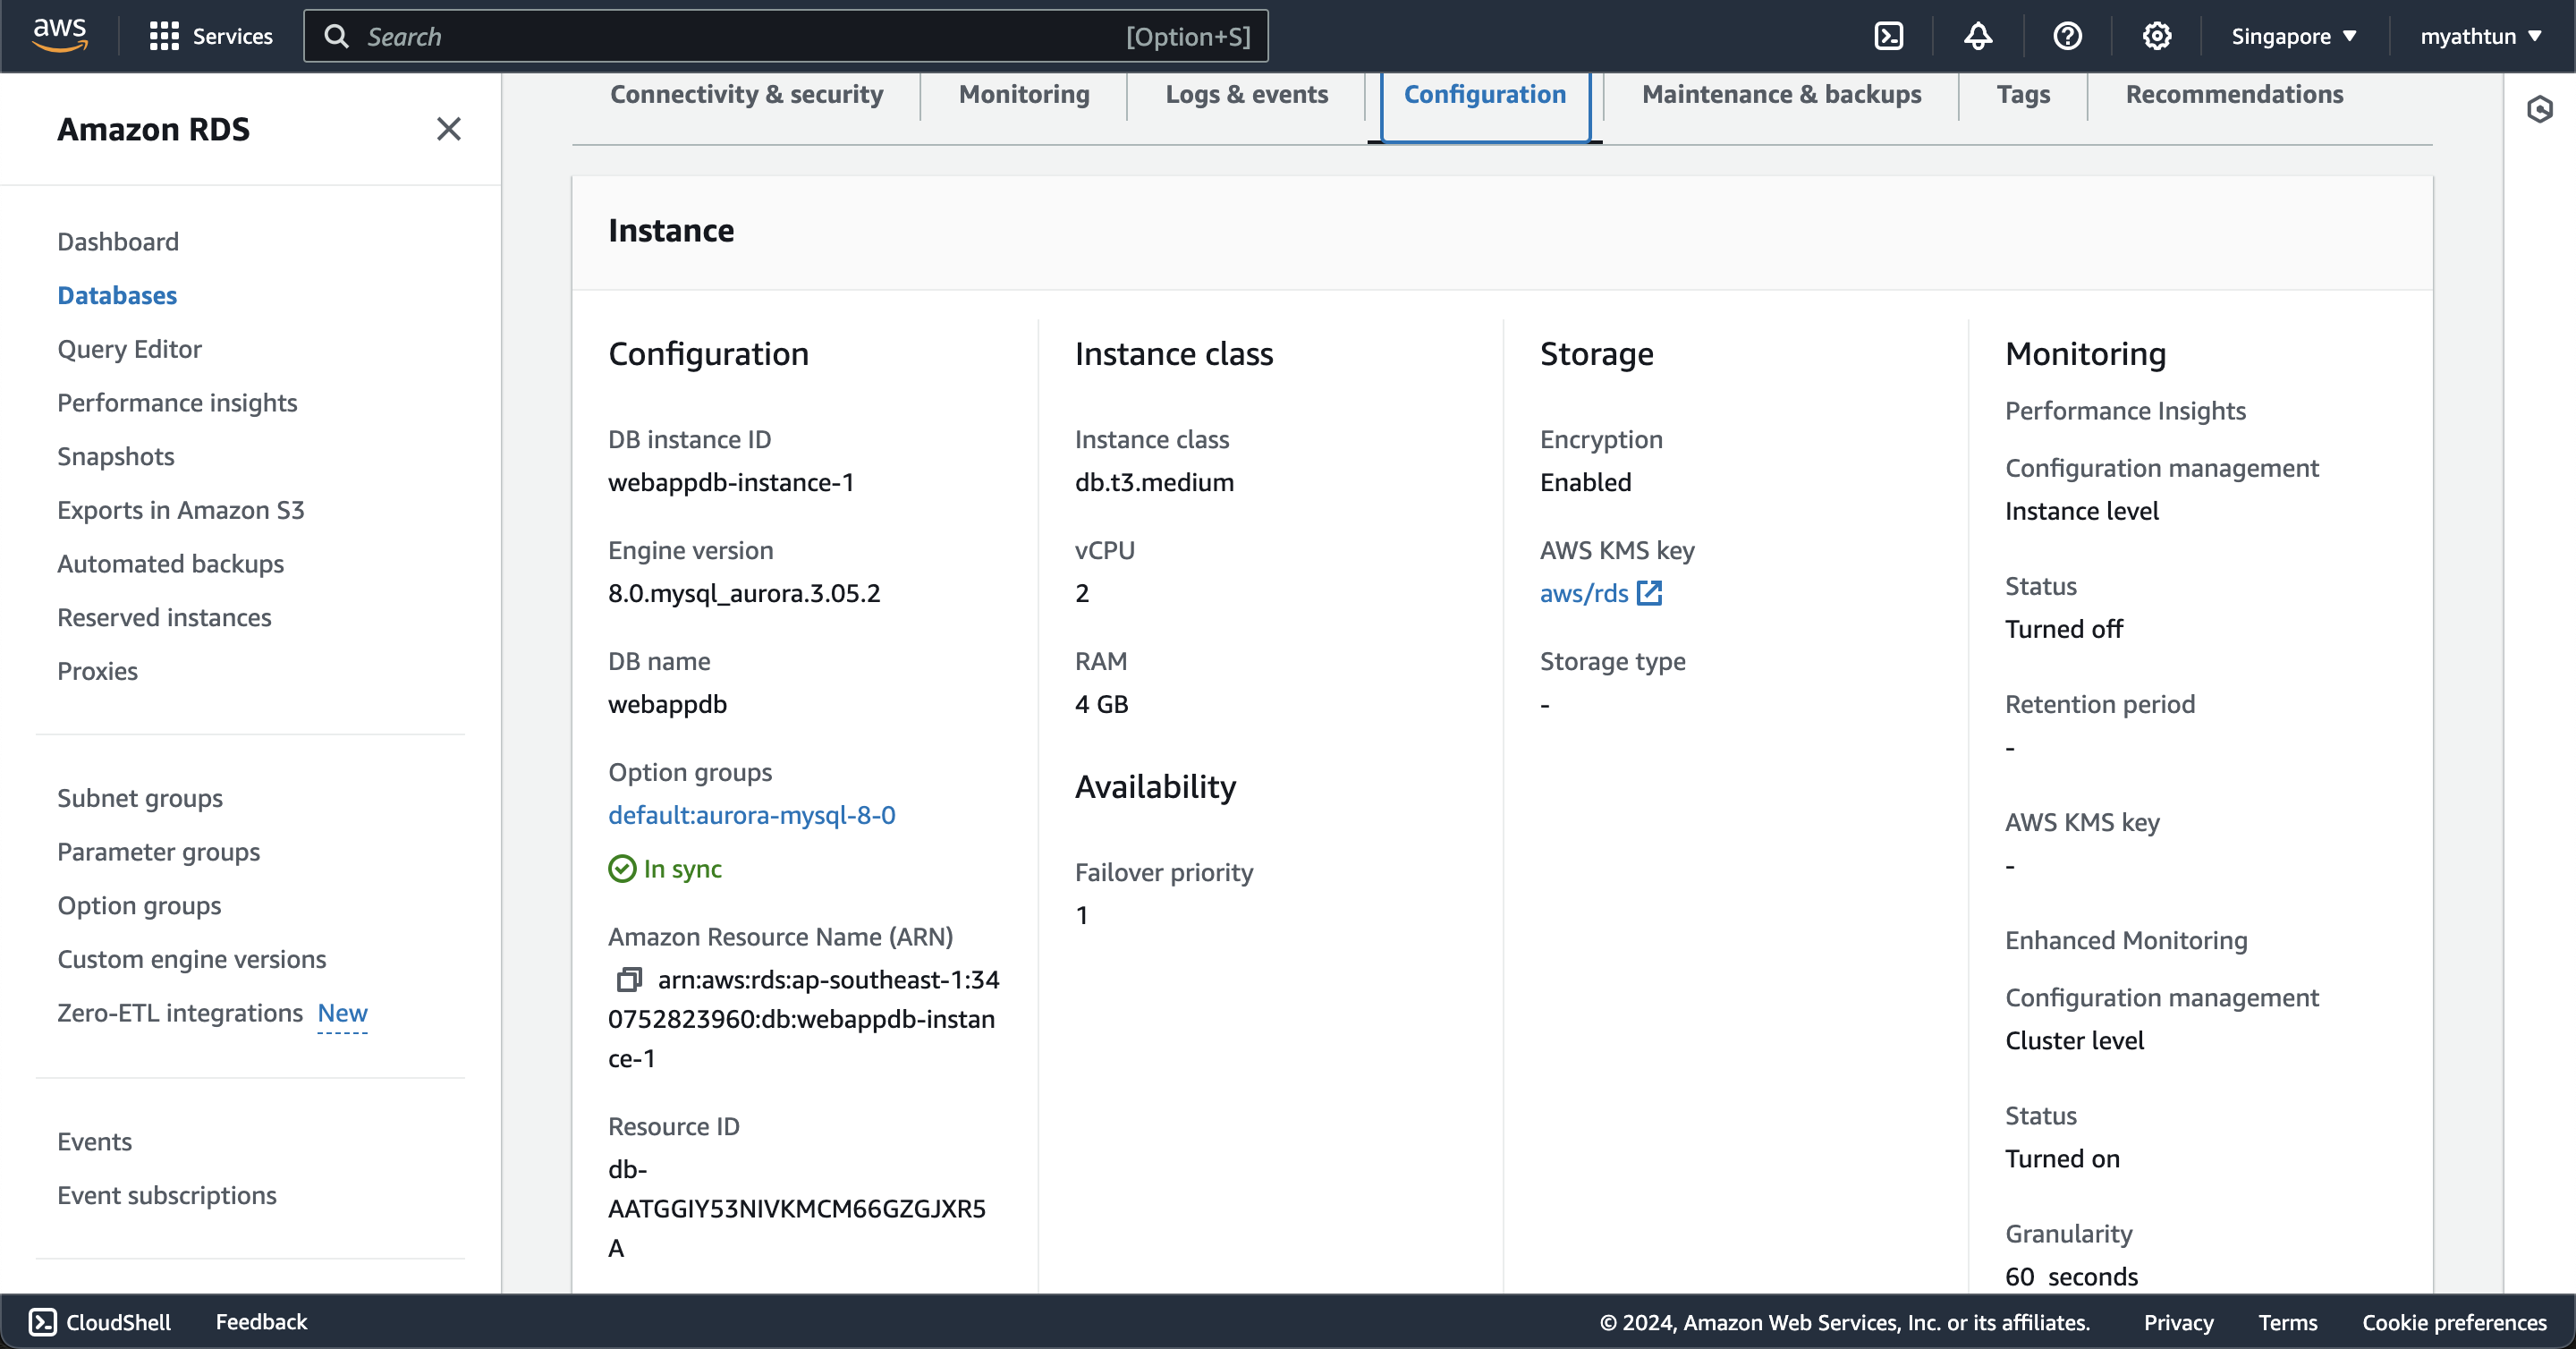 aws
Services
Search
[Option+S]
Singapore
myathtun
Amazon RDS
Dashboard
Databases
Query Editor
Performance insights
Snapshots
Exports in Amazon S3
Automated backups
Reserved instances
Proxies
Subnet groups
Parameter groups
Option groups
Custom engine versions
Zero-ETL integrations New
Events
Event subscriptions
Connectivity & security
Monitoring
Logs & events
Configuration
Maintenance & backups
Tags
Recommendations
Instance
Configuration
DB instance ID
webappdb-instance-1
Engine version
8.0.mysql_aurora.3.05.2
DB name
webappdb
Option groups
default:aurora-mysql-8-0
In sync
Amazon Resource Name (ARN)
arn:aws:rds:ap-southeast-1:34
0752823960:db:webappdb-instan
ce-1
Resource ID
db-
AATGGIY53NIVKMCM66GZGJXR5
A
Instance class
Instance class
db.t3.medium
vCPU
2
RAM
4 GB
Availability
Failover priority
1
Storage
Encryption
Enabled
AWS KMS key
aws/rds
Storage type
-
Monitoring
Performance Insights
Configuration management
Instance level
Status
Turned off
Retention period
-
AWS KMS key
-
Enhanced Monitoring
Configuration management
Cluster level
Status
Turned on
Granularity
60 seconds
CloudShell
Feedback
© 2024, Amazon Web Services, Inc. or its affiliates.
Privacy
Terms
Cookie preferences